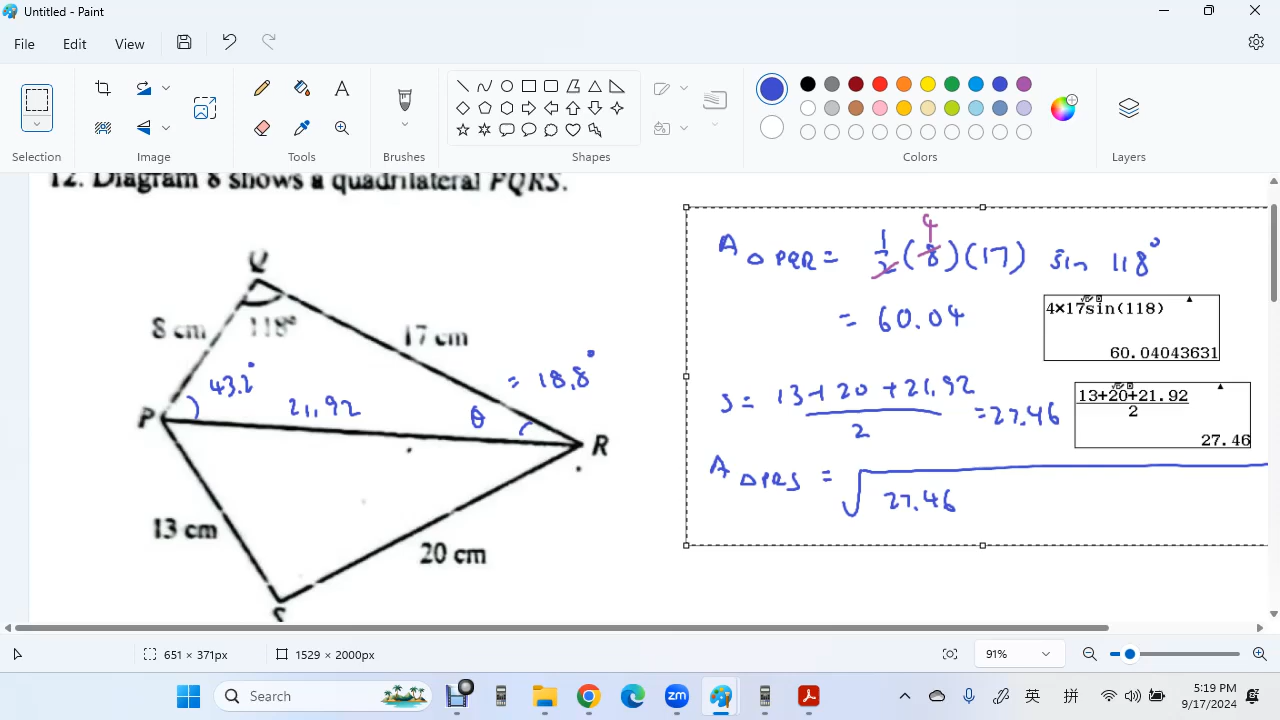 Untitled - Paint
File Edit View
Selection Image Tools Brushes Shapes Colors Layers
12. Diagram 8 shows a quadrilateral PQRS.
Q
8 cm
118°
17 cm
= 18.8°
43.2°
21.92
θ
P
R
13 cm
20 cm
S
A △PQR = 1/2 (8)(17) sin 118°
4
= 60.04
4×17sin(118)
60.04043631
S = 13+20+21.92 / 2 = 27.46
13+20+21.92
2
27.46
A △PRS = √27.46
651 × 371px
1529 × 2000px
91%
Search
zm
英
拼
5:19 PM
9/17/2024